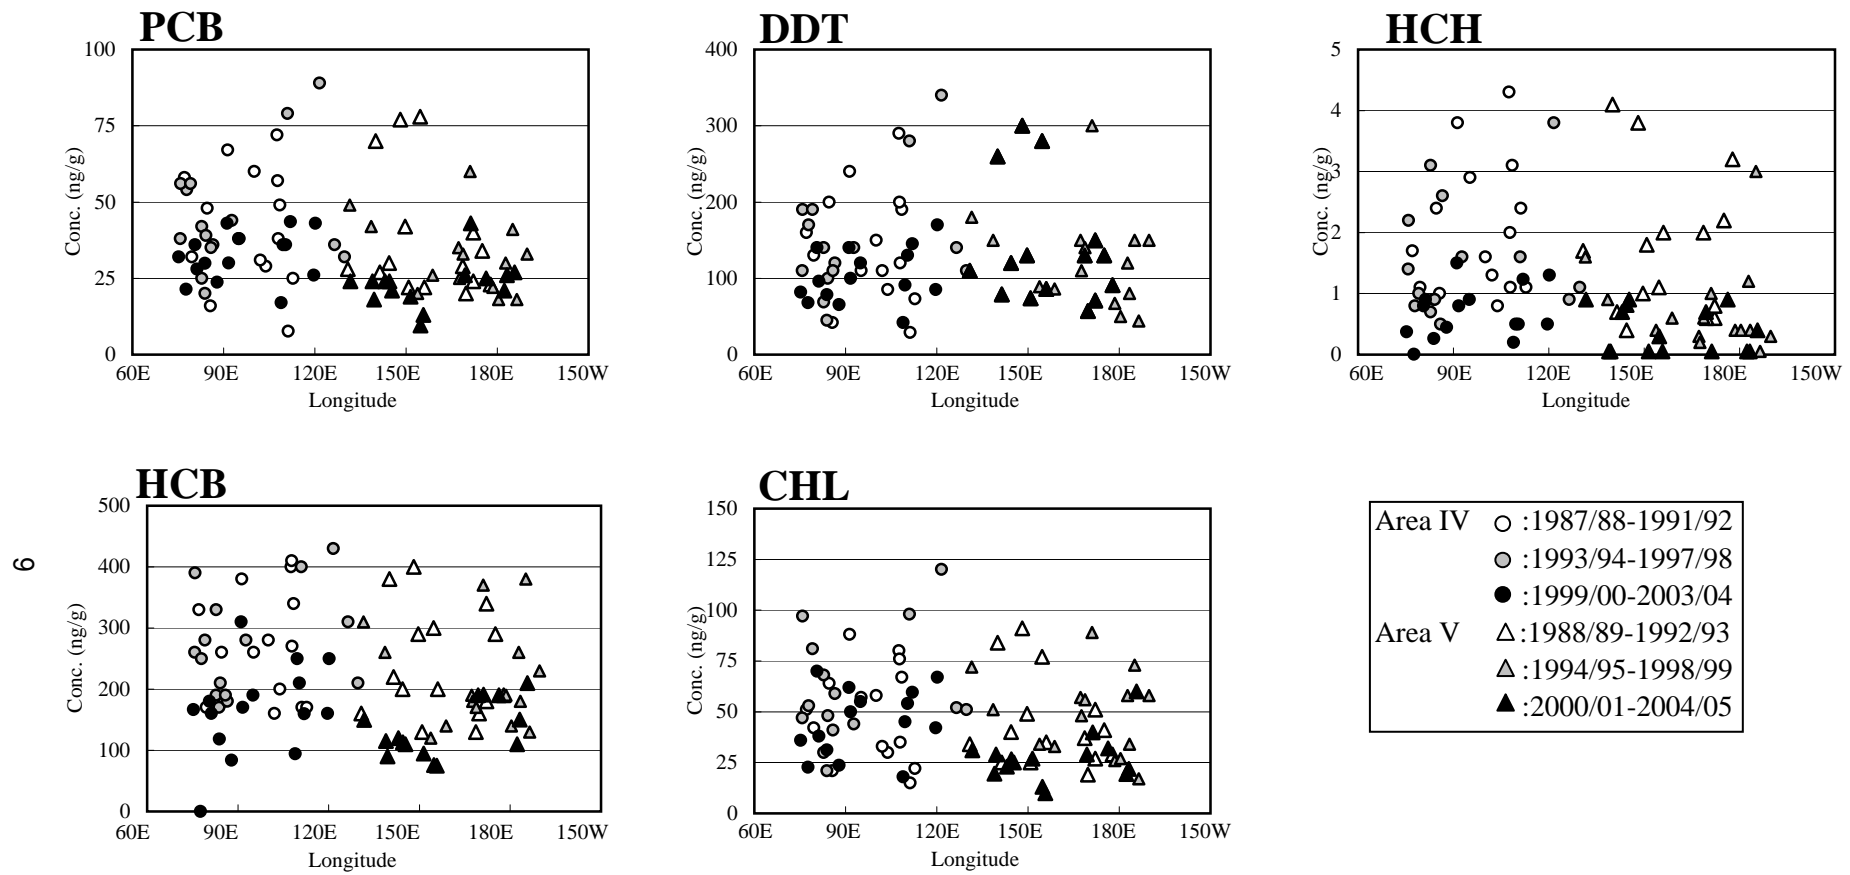 PCB
100
75
50
25
0
60E 90E 120E 150E 180E 150W
Longitude
Conc. (ng/g)
DDT
400
300
200
100
0
60E 90E 120E 150E 180E 150W
Longitude
Conc. (ng/g)
HCH
5
4
3
2
1
0
60E 90E 120E 150E 180E 150W
Longitude
Conc. (ng/g)
HCB
500
400
300
200
100
0
60E 90E 120E 150E 180E 150W
Longitude
Conc. (ng/g)
CHL
150
125
100
75
50
25
0
60E 90E 120E 150E 180E 150W
Longitude
Conc. (ng/g)
Area IV :1987/88-1991/92
:1993/94-1997/98
:1999/00-2003/04
Area V :1988/89-1992/93
:1994/95-1998/99
:2000/01-2004/05
9